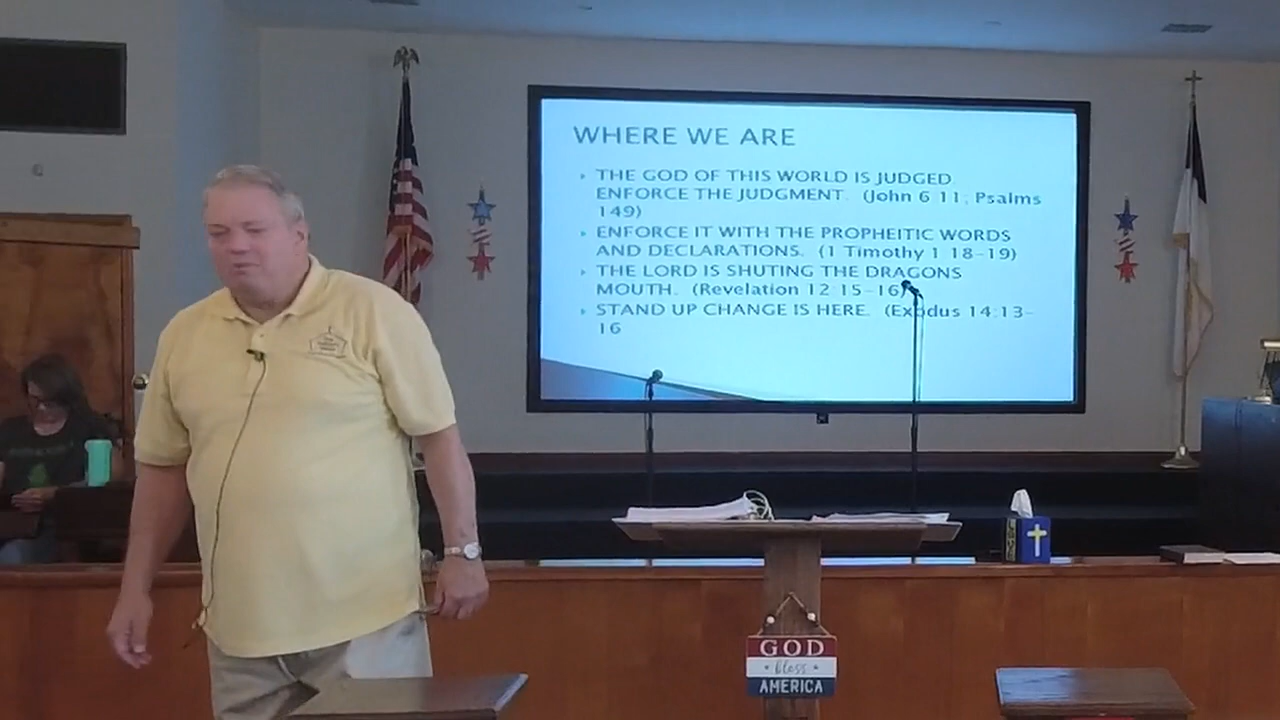 WHERE WE ARE
THE GOD OF THIS WORLD IS JUDGED.
ENFORCE THE JUDGMENT. (John 6 11; Psalms
149)
ENFORCE IT WITH THE PROPHEITIC WORDS
AND DECLARATIONS. (1 Timothy 1 18-19)
THE LORD IS SHUTING THE DRAGONS
MOUTH. (Revelation 12 15-16)
STAND UP CHANGE IS HERE. (Exodus 14:13-
16
GOD
bless
AMERICA